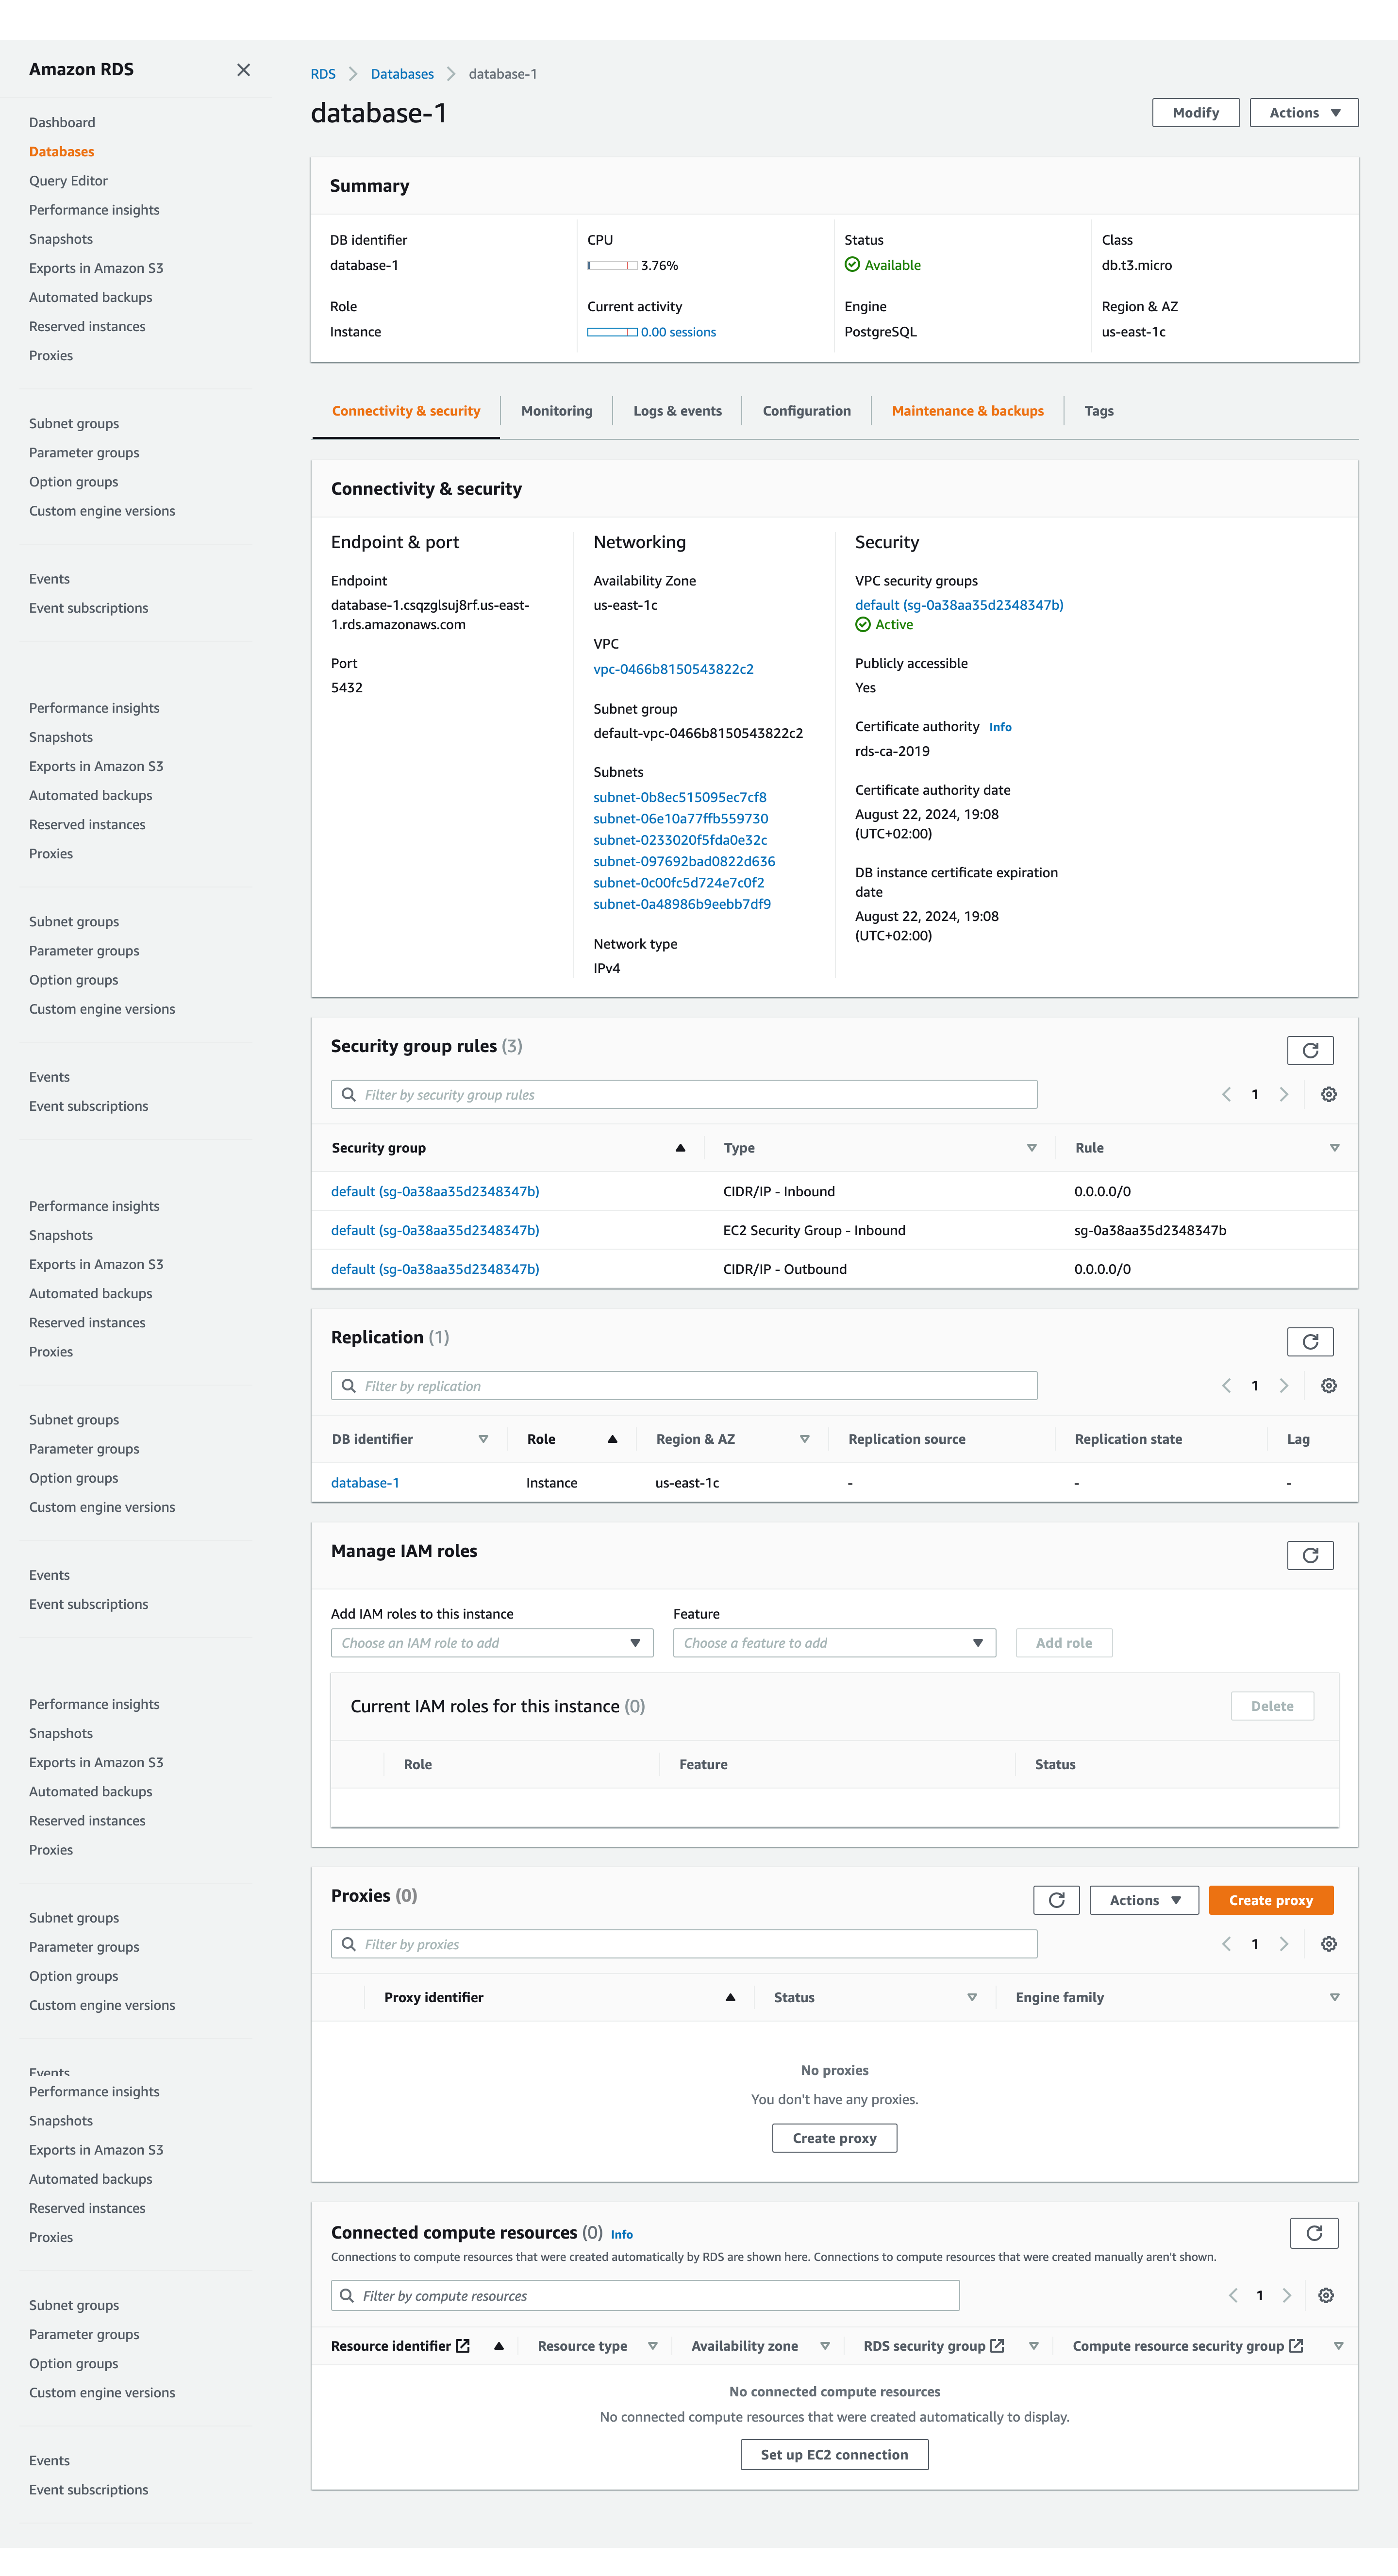 Amazon RDS
Dashboard
Databases
Query Editor
Performance insights
Snapshots
Exports in Amazon S3
Automated backups
Reserved instances
Proxies
Subnet groups
Parameter groups
Option groups
Custom engine versions
Events
Event subscriptions
Performance insights
Snapshots
Exports in Amazon S3
Automated backups
Reserved instances
Proxies
Subnet groups
Parameter groups
Option groups
Custom engine versions
Events
Event subscriptions
Performance insights
Snapshots
Exports in Amazon S3
Automated backups
Reserved instances
Proxies
Subnet groups
Parameter groups
Option groups
Custom engine versions
Events
Event subscriptions
Performance insights
Snapshots
Exports in Amazon S3
Automated backups
Reserved instances
Proxies
Subnet groups
Parameter groups
Option groups
Custom engine versions
Events
Performance insights
Snapshots
Exports in Amazon S3
Automated backups
Reserved instances
Proxies
Subnet groups
Parameter groups
Option groups
Custom engine versions
Events
Event subscriptions
RDS > Databases > database-1
database-1
Modify
Actions
Summary
DB identifier
database-1
CPU
3.76%
Status
Available
Class
db.t3.micro
Role
Instance
Current activity
0.00 sessions
Engine
PostgreSQL
Region & AZ
us-east-1c
Connectivity & security
Monitoring
Logs & events
Configuration
Maintenance & backups
Tags
Connectivity & security
Endpoint & port
Endpoint
database-1.csqzglsuj8rf.us-east-
1.rds.amazonaws.com
Port
5432
Networking
Availability Zone
us-east-1c
VPC
vpc-0466b8150543822c2
Subnet group
default-vpc-0466b8150543822c2
Subnets
subnet-0b8ec515095ec7cf8
subnet-06e10a77ffb559730
subnet-0233020f5fda0e32c
subnet-097692bad0822d636
subnet-0c00fc5d724e7c0f2
subnet-0a48986b9eebb7df9
Network type
IPv4
Security
VPC security groups
default (sg-0a38aa35d2348347b)
Active
Publicly accessible
Yes
Certificate authority Info
rds-ca-2019
Certificate authority date
August 22, 2024, 19:08
(UTC+02:00)
DB instance certificate expiration
date
August 22, 2024, 19:08
(UTC+02:00)
Security group rules (3)
Filter by security group rules
1
Security group Type Rule
default (sg-0a38aa35d2348347b) CIDR/IP - Inbound 0.0.0.0/0
default (sg-0a38aa35d2348347b) EC2 Security Group - Inbound sg-0a38aa35d2348347b
default (sg-0a38aa35d2348347b) CIDR/IP - Outbound 0.0.0.0/0
Replication (1)
Filter by replication
1
DB identifier Role Region & AZ Replication source Replication state Lag
database-1 Instance us-east-1c - - -
Manage IAM roles
Add IAM roles to this instance
Choose an IAM role to add
Feature
Choose a feature to add
Add role
Current IAM roles for this instance (0)
Delete
Role Feature Status
Proxies (0)
Actions
Create proxy
Filter by proxies
1
Proxy identifier Status Engine family
No proxies
You don't have any proxies.
Create proxy
Connected compute resources (0) Info
Connections to compute resources that were created automatically by RDS are shown here. Connections to compute resources that were created manually aren't shown.
Filter by compute resources
1
Resource identifier Resource type Availability zone RDS security group Compute resource security group
No connected compute resources
No connected compute resources that were created automatically to display.
Set up EC2 connection